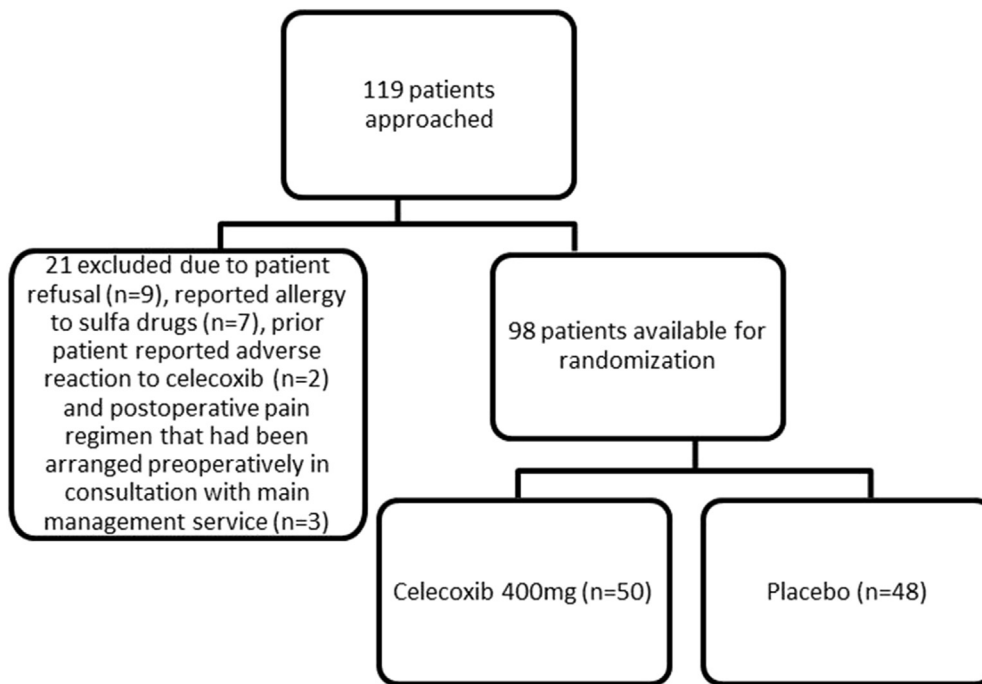 119 patients
approached
21 excluded due to patient
refusal (n=9), reported allergy
to sulfa drugs (n=7), prior
patient reported adverse
reaction to celecoxib (n=2)
and postoperative pain
regimen that had been
arranged preoperatively in
consultation with main
management service (n=3)
98 patients available for
randomization
Celecoxib 400mg (n=50)
Placebo (n=48)